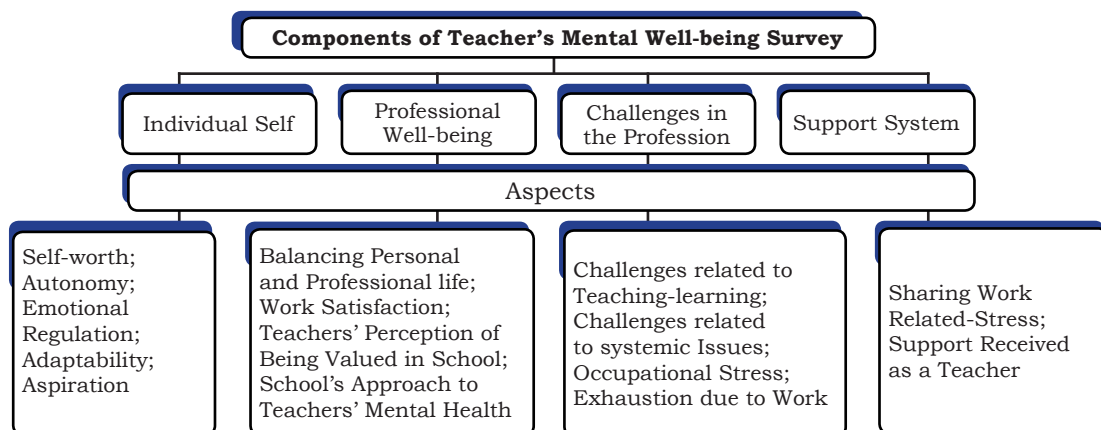 Components of Teacher's Mental Well-being Survey
Individual Self
Professional
Well-being
Challenges in
the Profession
Support System
Aspects
Self-worth;
Autonomy;
Emotional
Regulation;
Adaptability;
Aspiration
Balancing Personal
and Professional life;
Work Satisfaction;
Teachers' Perception of
Being Valued in School;
School's Approach to
Teachers' Mental Health
Challenges related to
Teaching-learning;
Challenges related
to systemic Issues;
Occupational Stress;
Exhaustion due to Work
Sharing Work
Related-Stress;
Support Received
as a Teacher